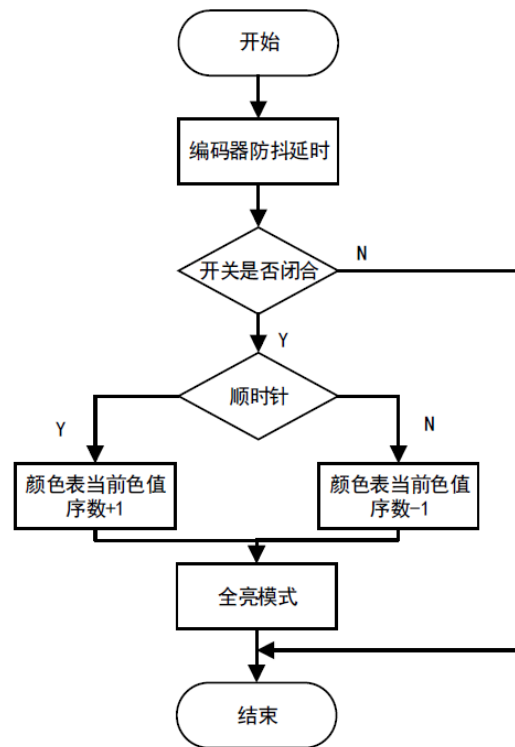 开始
编码器防抖延时
开关是否闭合
N
Y
顺时针
Y
N
颜色表当前色值
序数+1
颜色表当前色值
序数-1
全亮模式
结束